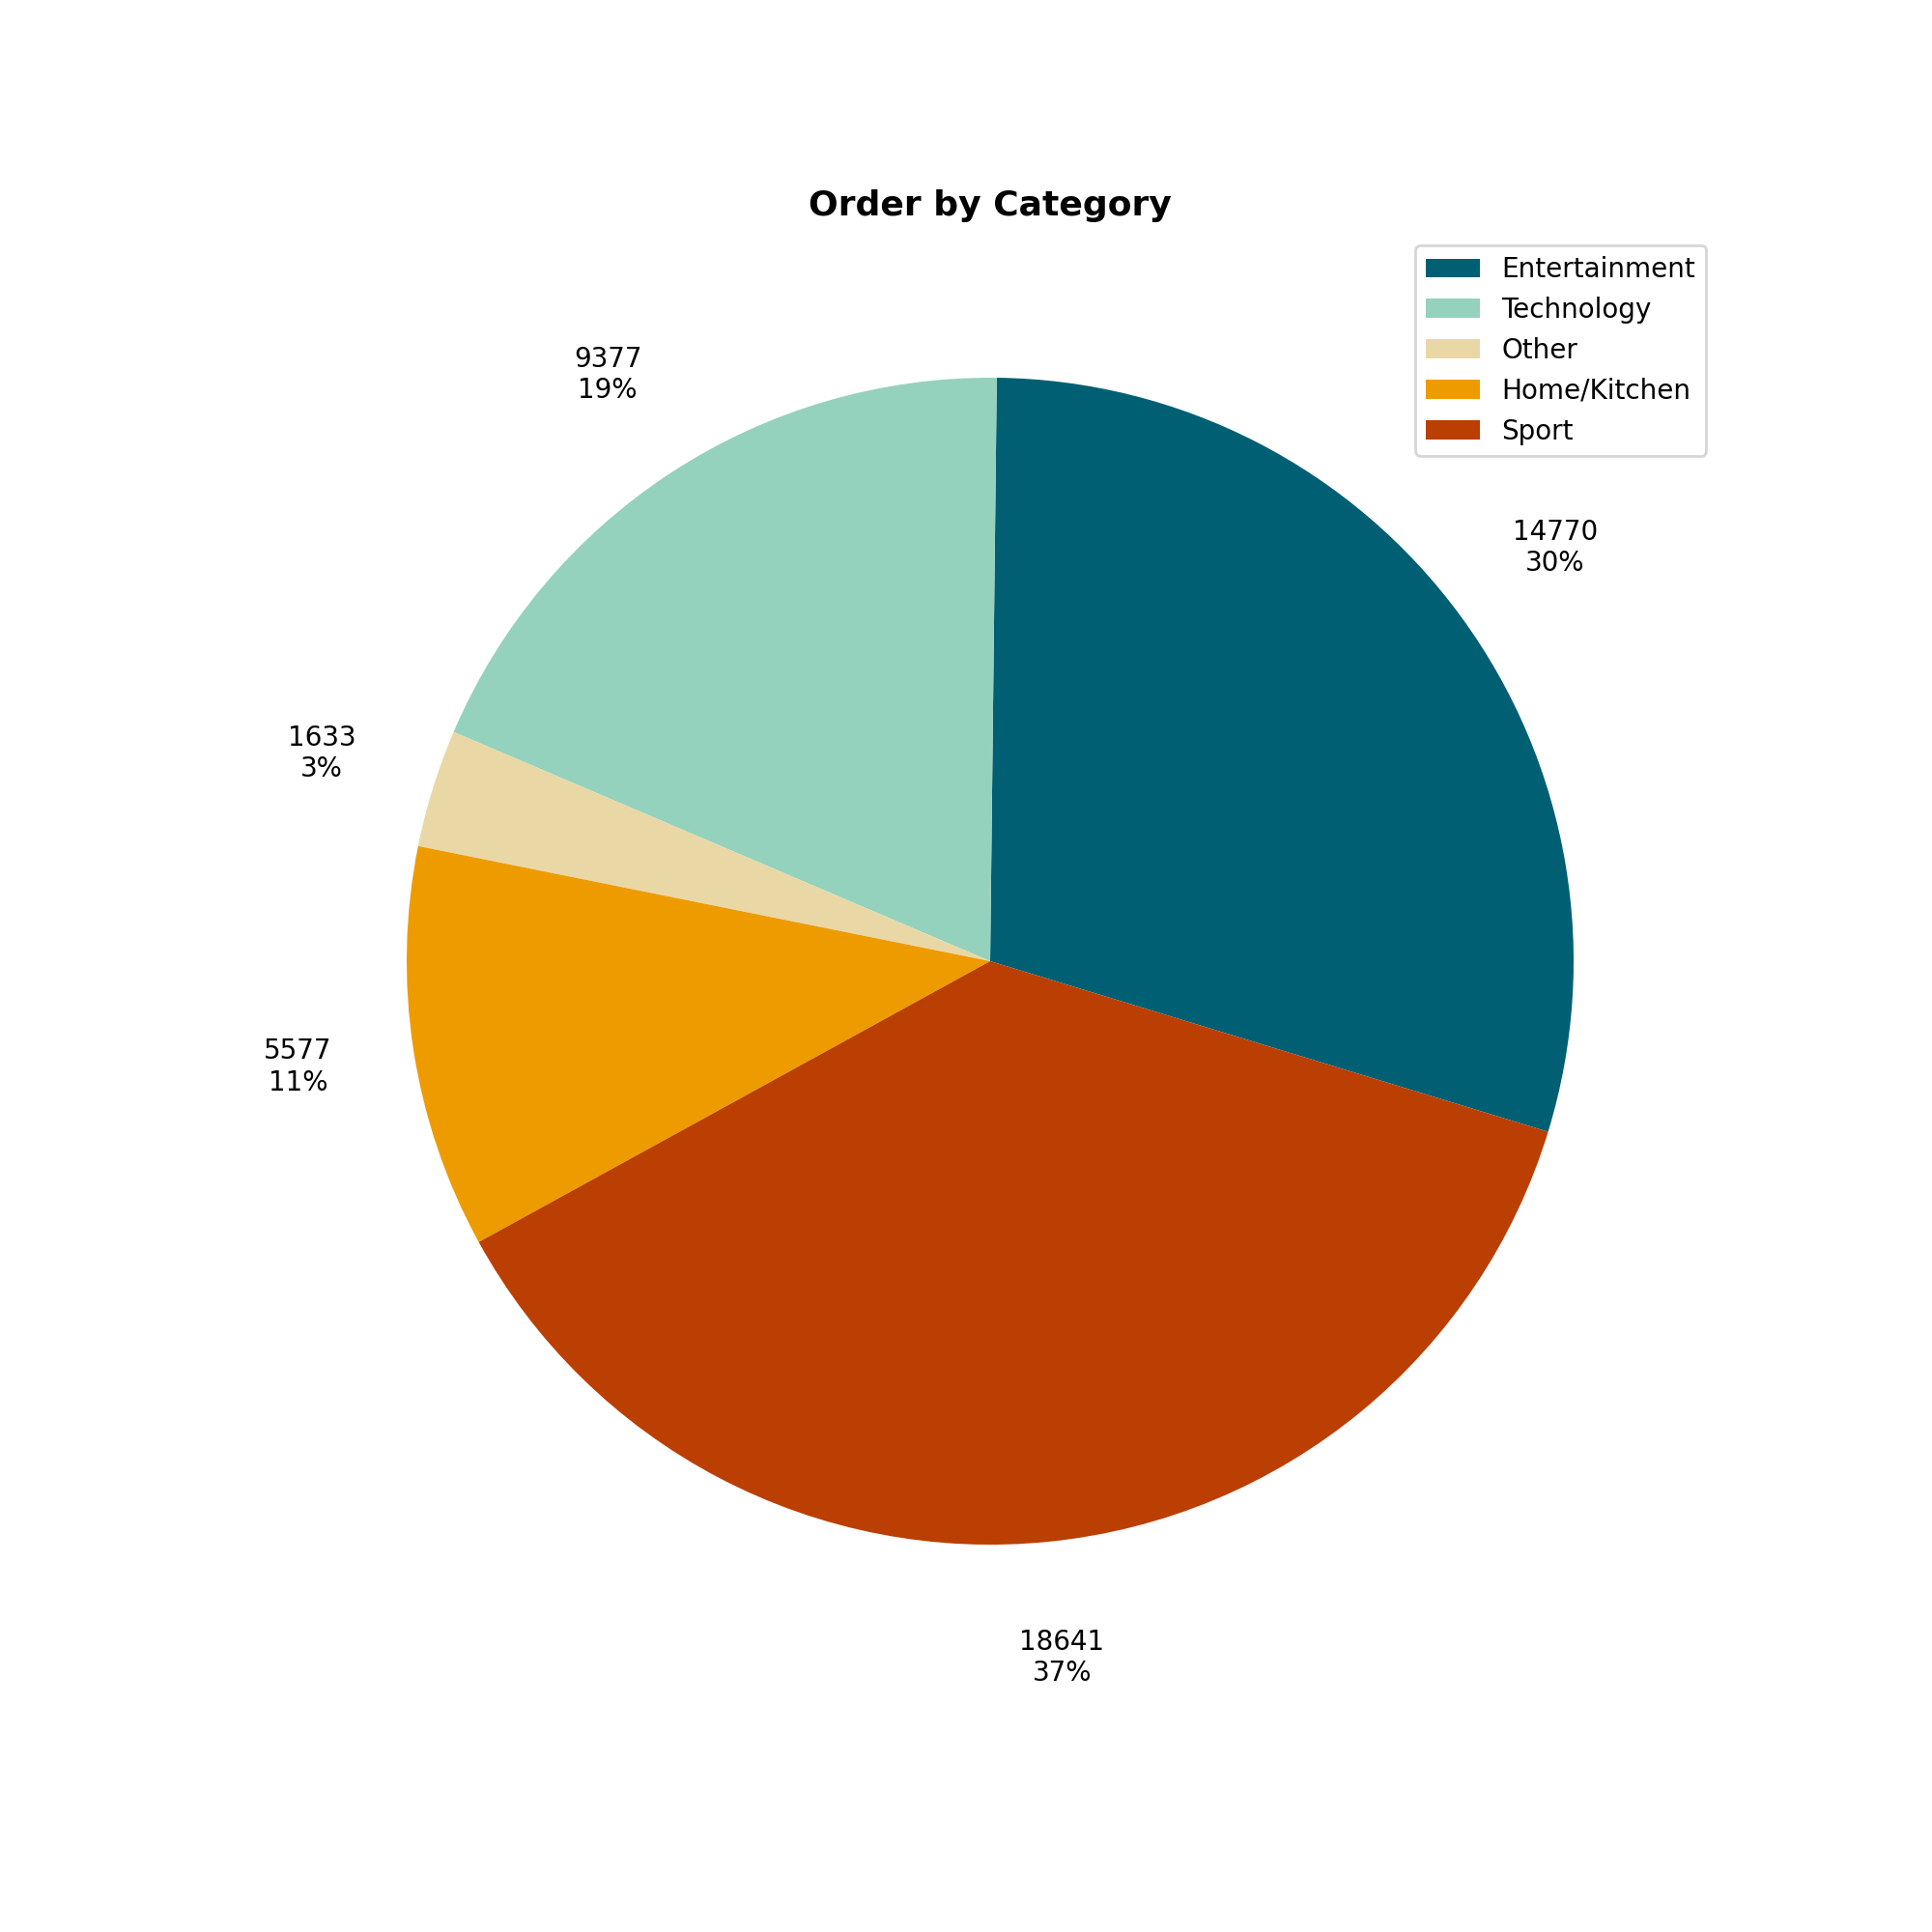 Order by Category
Entertainment
Technology
Other
Home/Kitchen
Sport
9377
19%
14770
30%
1633
3%
5577
11%
18641
37%